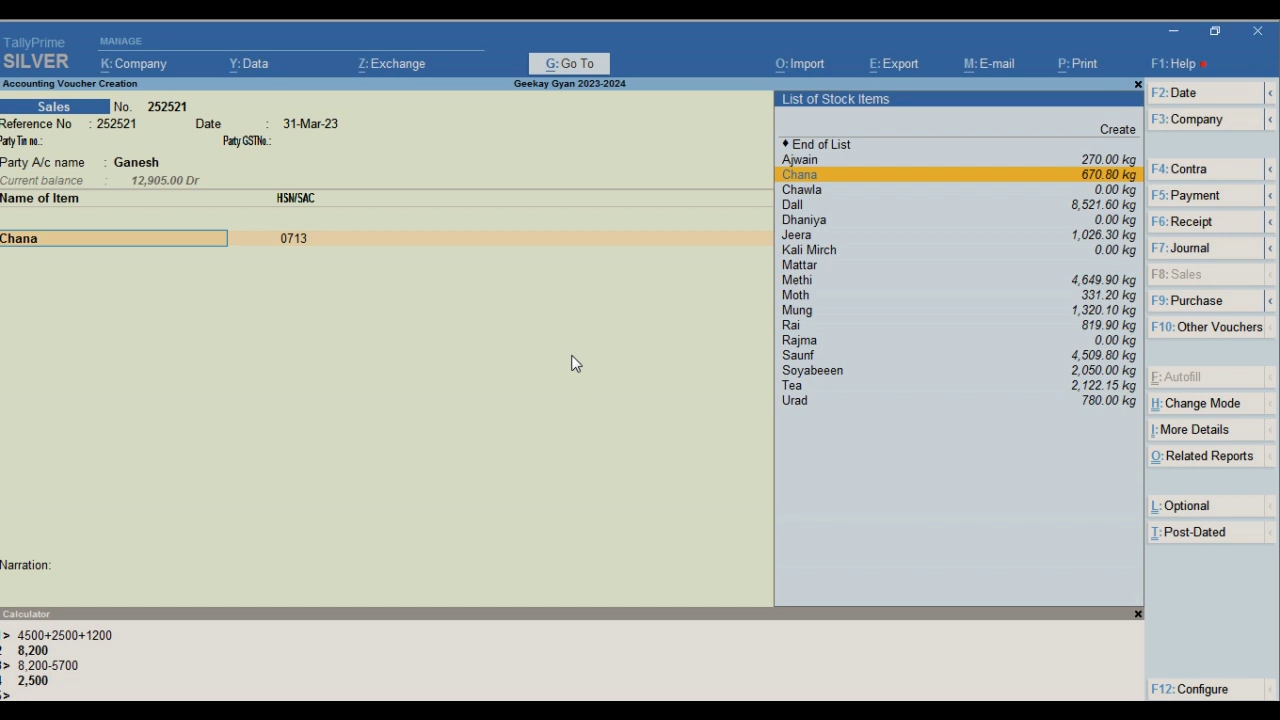 TallyPrime
MANAGE
SILVER
K: Company
Y: Data
Z: Exchange
G: Go To
O: Import
E: Export
M: E-mail
P: Print
F1: Help
Accounting Voucher Creation
Geekay Gyan 2023-2024
Sales No. 252521
Reference No : 252521 Date : 31-Mar-23
Party Tin no.: Party GSTNo.:
Party A/c name : Ganesh
Current balance : 12,905.00 Dr
Name of Item HSN/SAC
Chana 0713
Narration:
List of Stock Items
Create
♦ End of List
Ajwain 270.00 kg
Chana 670.80 kg
Chawla 0.00 kg
Dall 8,521.60 kg
Dhaniya 0.00 kg
Jeera 1,026.30 kg
Kali Mirch 0.00 kg
Mattar
Methi 4,649.90 kg
Moth 331.20 kg
Mung 1,320.10 kg
Rai 819.90 kg
Rajma 0.00 kg
Saunf 4,509.80 kg
Soyabeeen 2,050.00 kg
Tea 2,122.15 kg
Urad 780.00 kg
F2: Date
F3: Company
F4: Contra
F5: Payment
F6: Receipt
F7: Journal
F8: Sales
F9: Purchase
F10: Other Vouchers
F: Autofill
H: Change Mode
I: More Details
O: Related Reports
L: Optional
T: Post-Dated
F12: Configure
Calculator
> 4500+2500+1200
8,200
> 8,200-5700
2,500
>